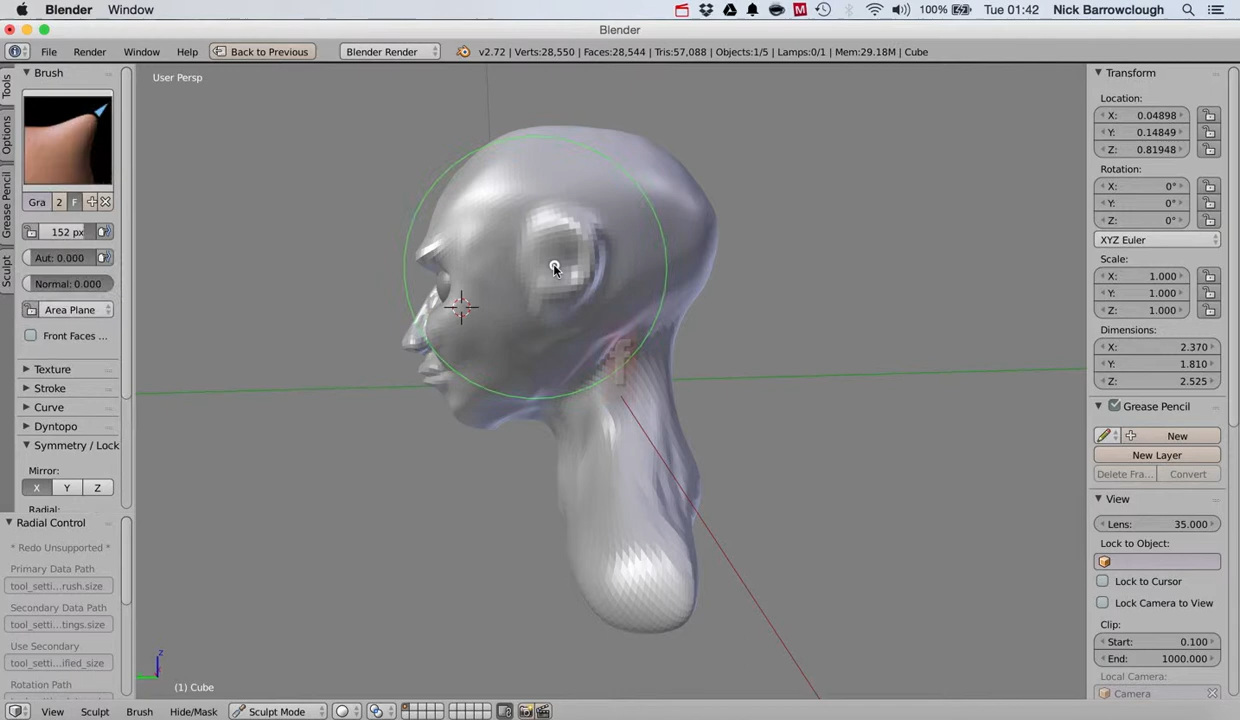 Blender Window 100% Tue 01:42 Nick Barrowclough
Blender
File Render Window Help Back to Previous Blender Render v2.72 | Verts:28,550 | Faces:28,544 | Tris:57,088 | Objects:1/5 | Lamps:0/1 | Mem:29.18M | Cube
Tools
Options
Grease Pencil
Sculpt
Brush
Gra 2 F
152 px
Aut: 0.000
Normal: 0.000
Area Plane
Front Faces ...
Texture
Stroke
Curve
Dyntopo
Symmetry / Lock
Mirror:
X Y Z
Radial:
Radial Control
* Redo Unsupported *
Primary Data Path
tool_setti...rush.size
Secondary Data Path
tool_setti...tings.size
Use Secondary
tool_setti...ified_size
Rotation Path
User Persp
f
z
(1) Cube
Transform
Location:
X: 0.04898
Y: 0.14849
Z: 0.81948
Rotation:
X: 0°
Y: 0°
Z: 0°
XYZ Euler
Scale:
X: 1.000
Y: 1.000
Z: 1.000
Dimensions:
X: 2.370
Y: 1.810
Z: 2.525
Grease Pencil
New
New Layer
Delete Fra... Convert
View
Lens: 35.000
Lock to Object:
Lock to Cursor
Lock Camera to View
Clip:
Start: 0.100
End: 1000.000
Local Camera:
Camera
View Sculpt Brush Hide/Mask Sculpt Mode